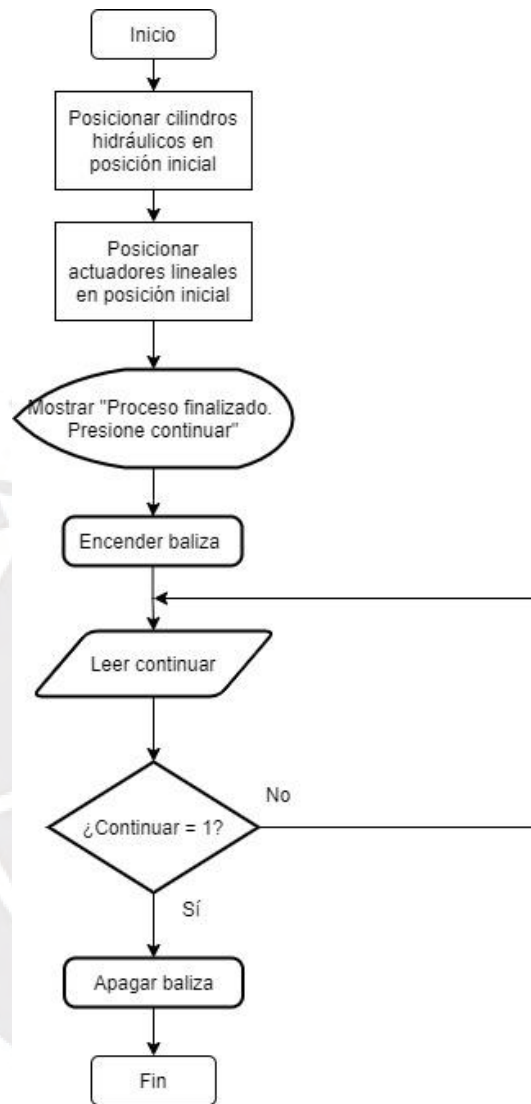 Inicio
Posicionar cilindros
hidráulicos en
posición inicial
Posicionar
actuadores lineales
en posición inicial
Mostrar "Proceso finalizado.
Presione continuar"
Encender baliza
Leer continuar
¿Continuar = 1?
No
Sí
Apagar baliza
Fin